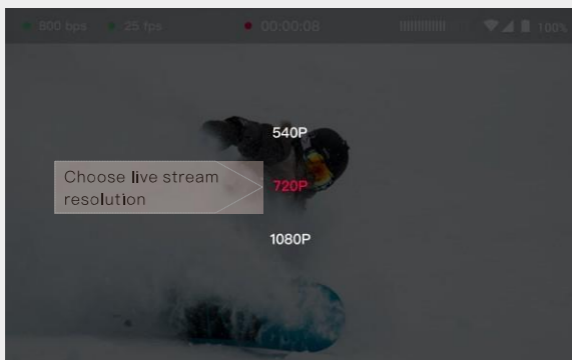 800 bps 25 fps 00:00:08 100%
540P
Choose live stream
resolution
720P
1080P